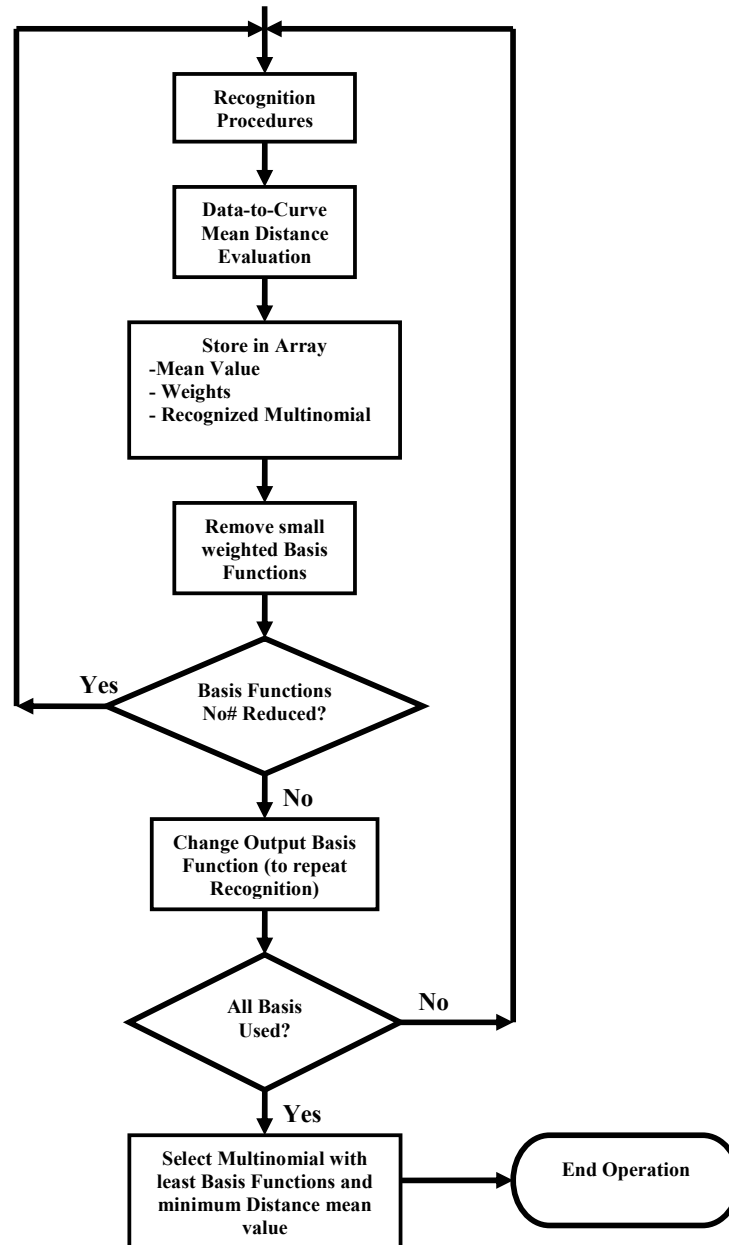 Recognition
Procedures
Data-to-Curve
Mean Distance
Evaluation
Store in Array
-Mean Value
- Weights
- Recognized Multinomial
Remove small
weighted Basis
Functions
Yes
Basis Functions
No# Reduced?
No
Change Output Basis
Function (to repeat
Recognition)
All Basis
Used?
No
Yes
Select Multinomial with
least Basis Functions and
minimum Distance mean
value
End Operation